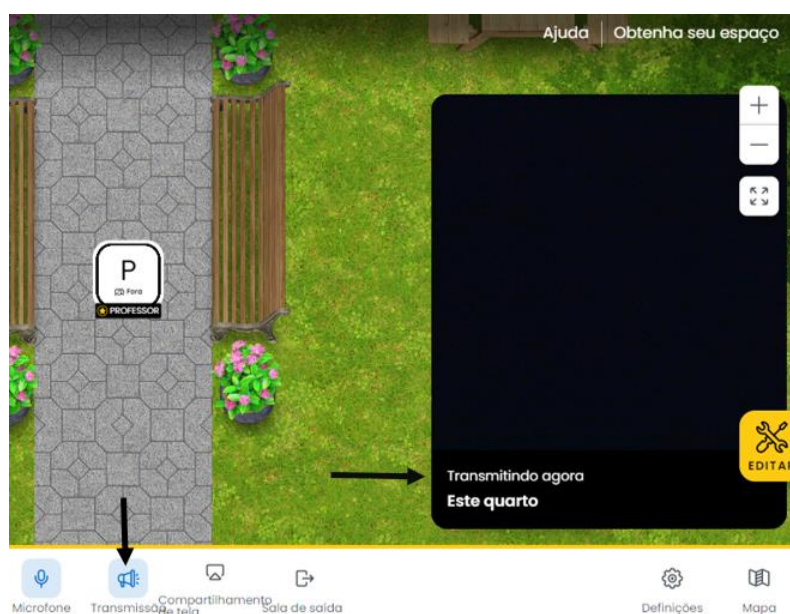 Ajuda
Obtenha seu espaço
P
Fora
PROFESSOR
EDITAR
Transmitindo agora
Este quarto
Microfone
Transmissão
Compartilhamento
de tela
Sala de saída
Definições
Mapa